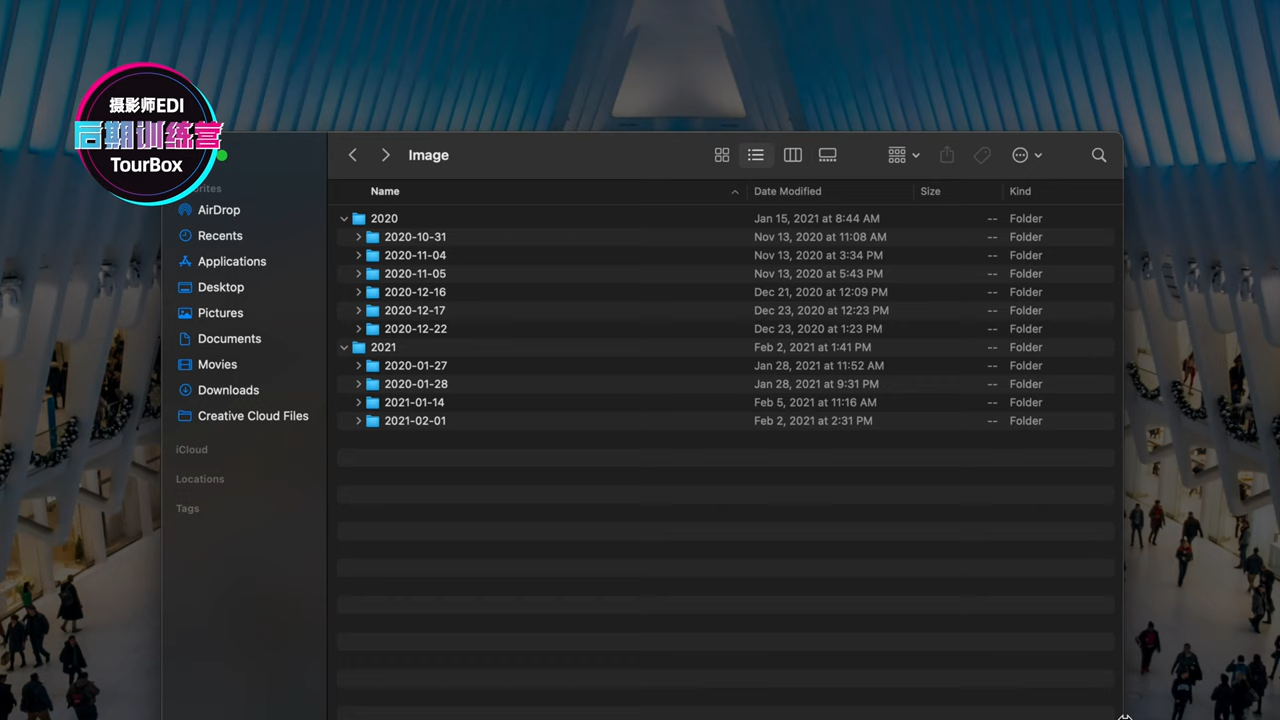 摄影师EDI
后期训练营
TourBox
Image
Name Date Modified Size Kind
AirDrop
Recents
Applications
Desktop
Pictures
Documents
Movies
Downloads
Creative Cloud Files
iCloud
Locations
Tags
2020 Jan 15, 2021 at 8:44 AM -- Folder
2020-10-31 Nov 13, 2020 at 11:08 AM -- Folder
2020-11-04 Nov 13, 2020 at 3:34 PM -- Folder
2020-11-05 Nov 13, 2020 at 5:43 PM -- Folder
2020-12-16 Dec 21, 2020 at 12:09 PM -- Folder
2020-12-17 Dec 23, 2020 at 12:23 PM -- Folder
2020-12-22 Dec 23, 2020 at 1:23 PM -- Folder
2021 Feb 2, 2021 at 1:41 PM -- Folder
2020-01-27 Jan 28, 2021 at 11:52 AM -- Folder
2020-01-28 Jan 28, 2021 at 9:31 PM -- Folder
2021-01-14 Feb 5, 2021 at 11:16 AM -- Folder
2021-02-01 Feb 2, 2021 at 2:31 PM -- Folder